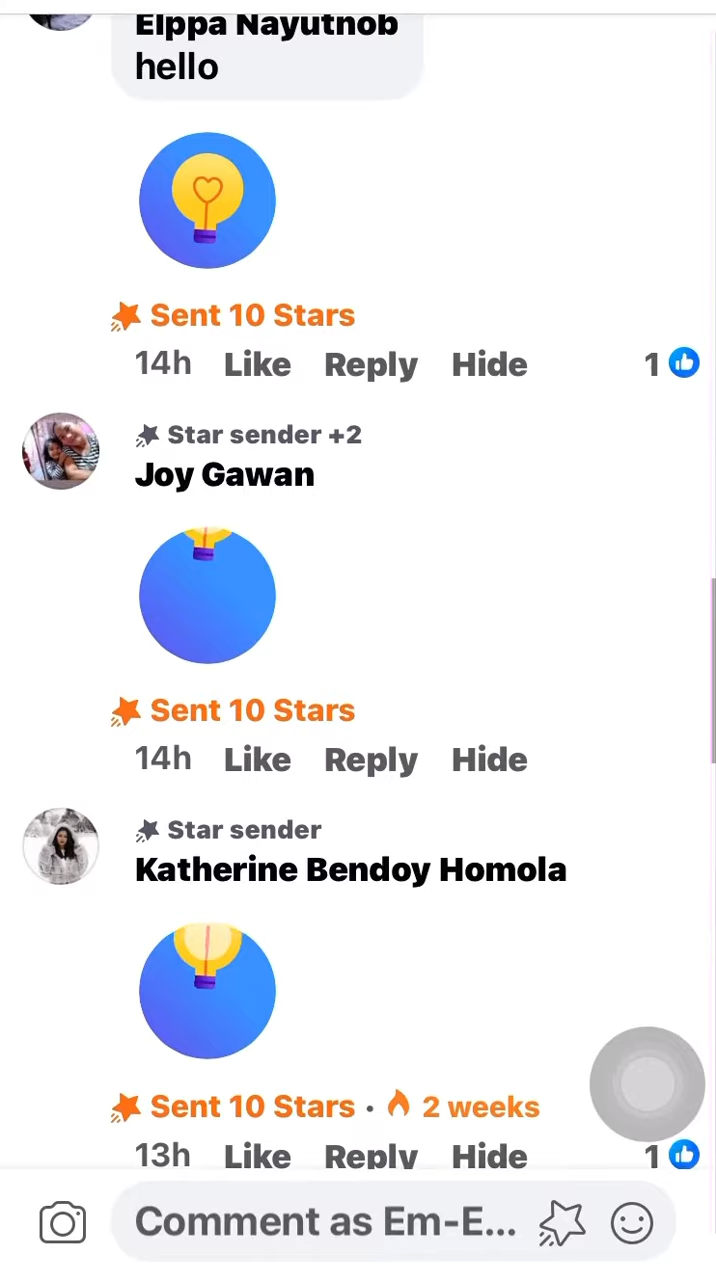 Elppa Nayutnob
hello
Sent 10 Stars
14h Like Reply Hide 1
Star sender +2
Joy Gawan
Sent 10 Stars
14h Like Reply Hide
Star sender
Katherine Bendoy Homola
Sent 10 Stars · 2 weeks
13h Like Reply Hide 1
Comment as Em-E...